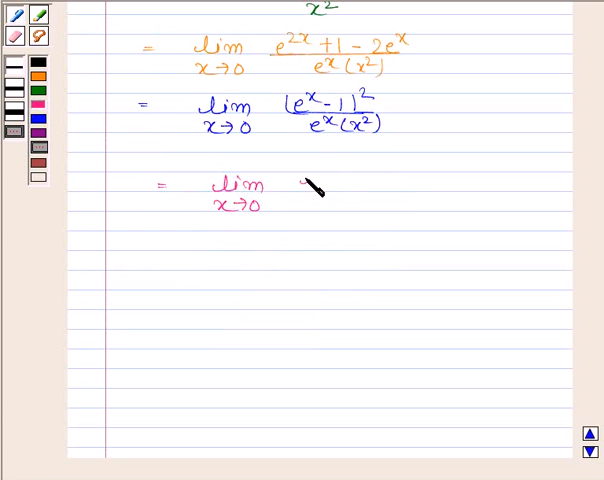 x²
= lim x→0 (e^{2x} + 1 - 2e^x) / (e^x (x²))
= lim x→0 (e^x - 1)² / (e^x (x²))
= lim x→0